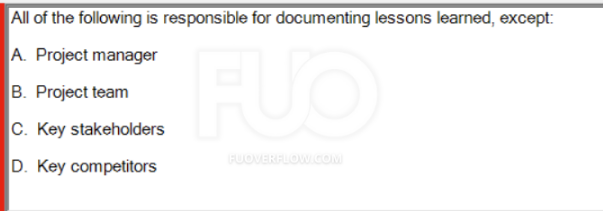 All of the following is responsible for documenting lessons learned, except:
A. Project manager
B. Project team
C. Key stakeholders
D. Key competitors
FUO
FUOVERFLOW.COM